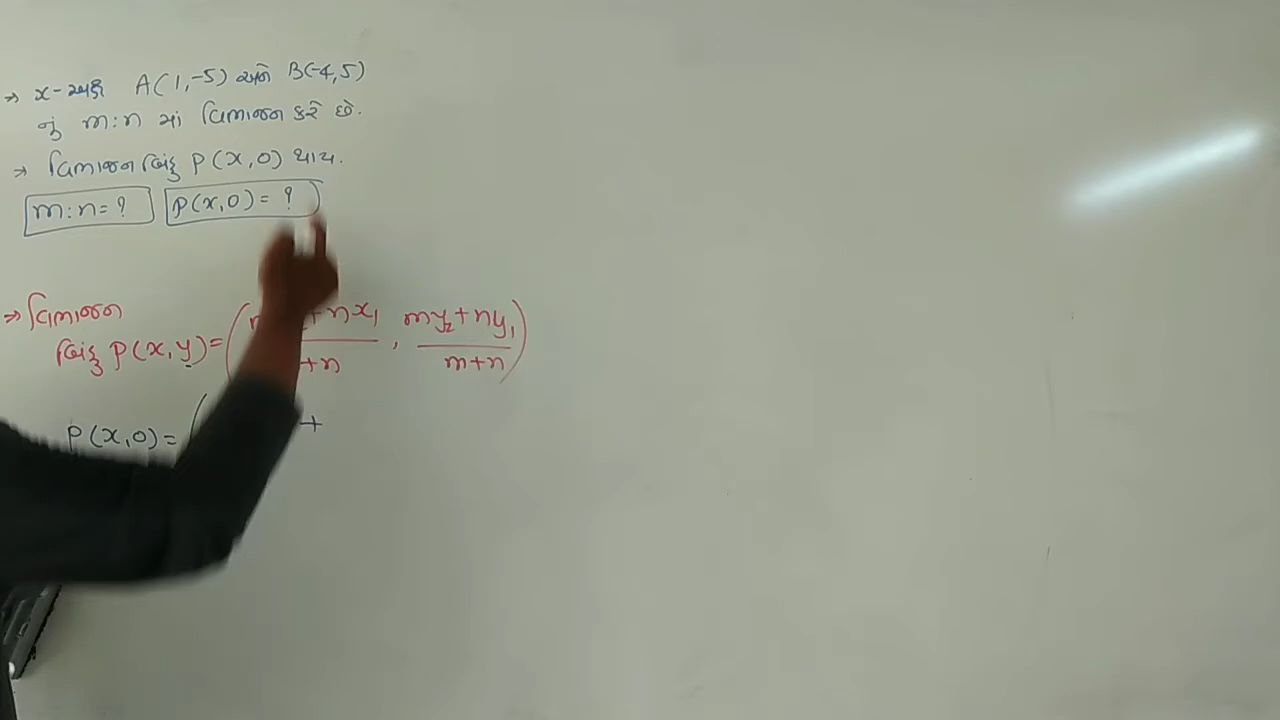 ⇒ x-અક્ષ A(1,-5) અને B(-4,5)
નું m:n માં વિભાજન કરે છે.
⇒ વિભાજન બિંદુ P(x,0) થાય.
m:n=? P(x,0)=?
⇒ વિભાજન
બિંદુ P(x,y)=( +nx₁ / +n , my₂+ny₁ / m+n )
P(x,0)=( +